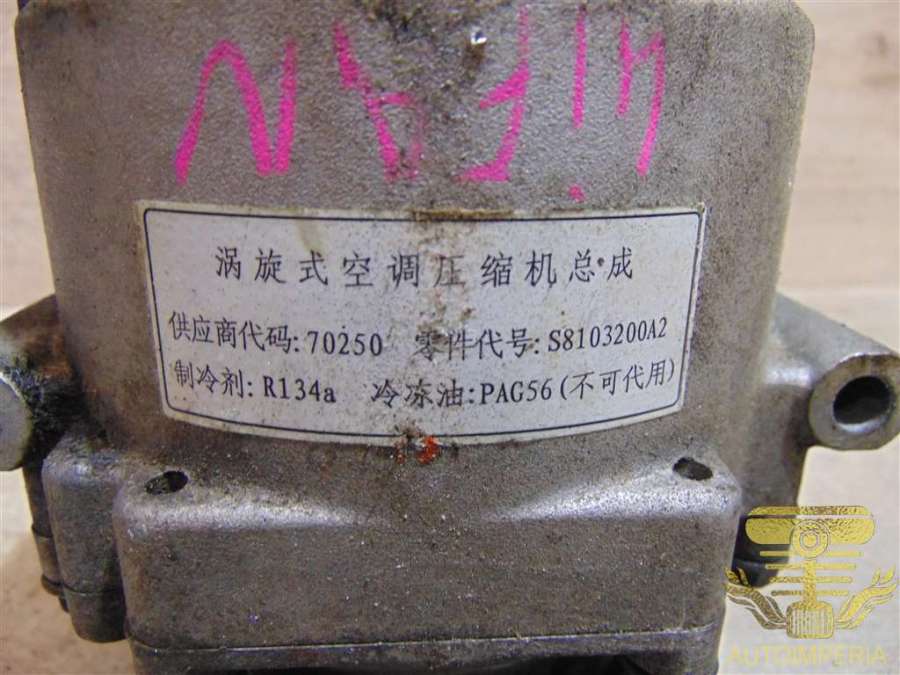 LIFAN
涡旋式空调压缩机总成
供应商代码: 70250 零件代号: S8103200A2
制冷剂: R134a 冷冻油: PAG56 (不可代用)
AUTOIMPERIA